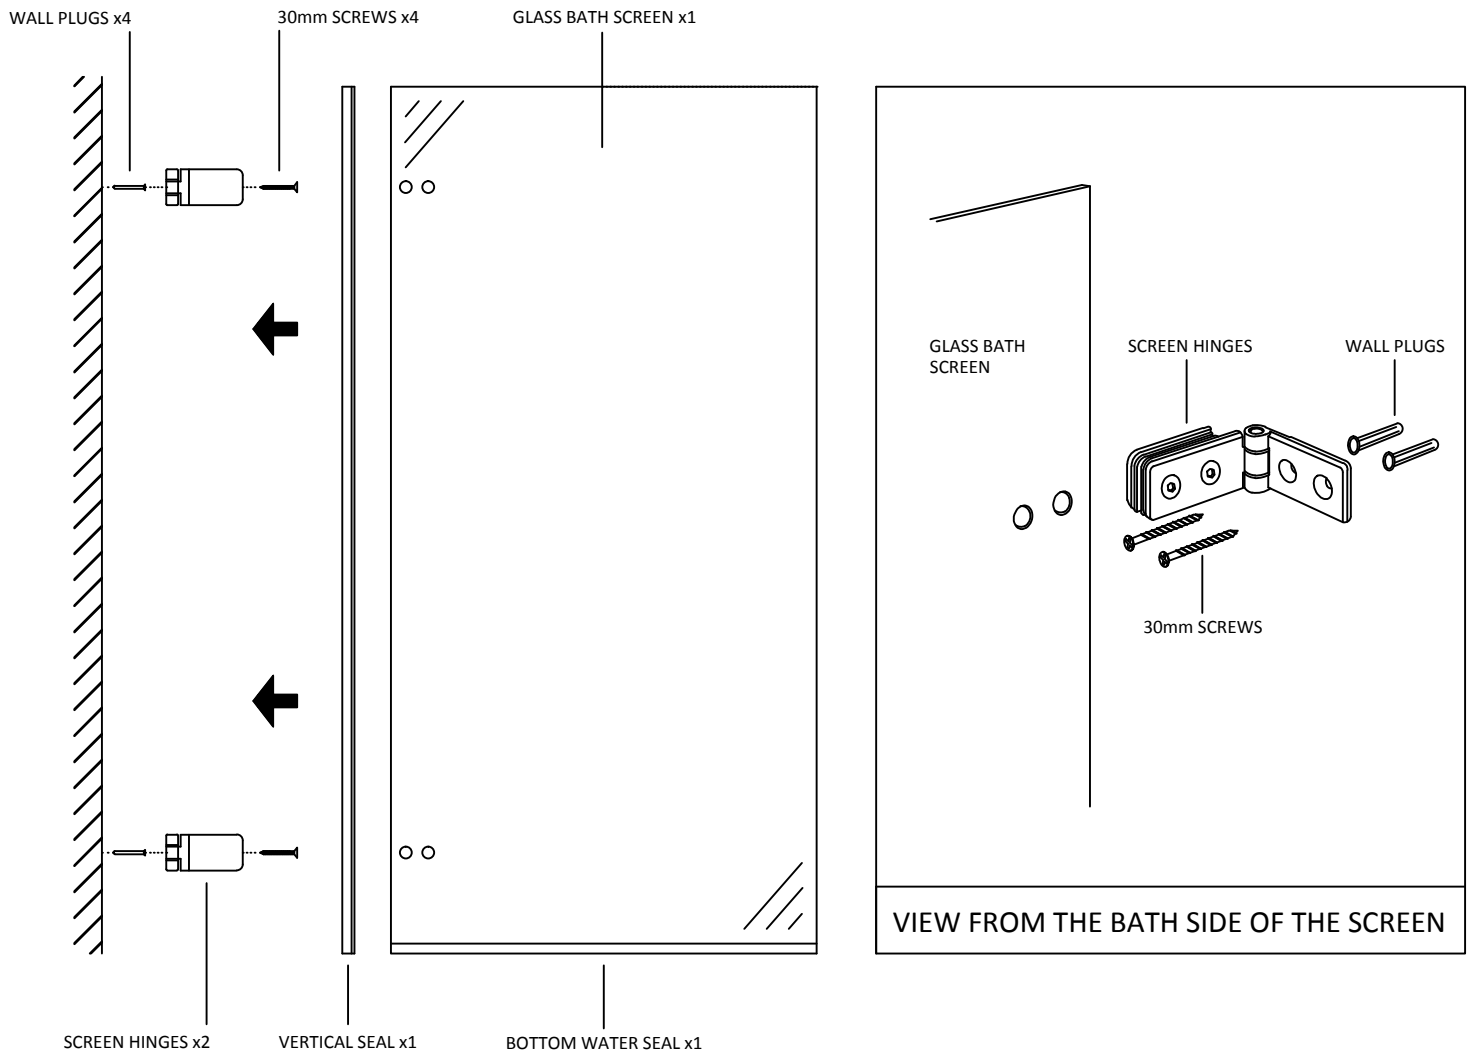 WALL PLUGS x4
30mm SCREWS x4
GLASS BATH SCREEN x1
GLASS BATH
SCREEN
SCREEN HINGES
WALL PLUGS
30mm SCREWS
VIEW FROM THE BATH SIDE OF THE SCREEN
SCREEN HINGES x2
VERTICAL SEAL x1
BOTTOM WATER SEAL x1